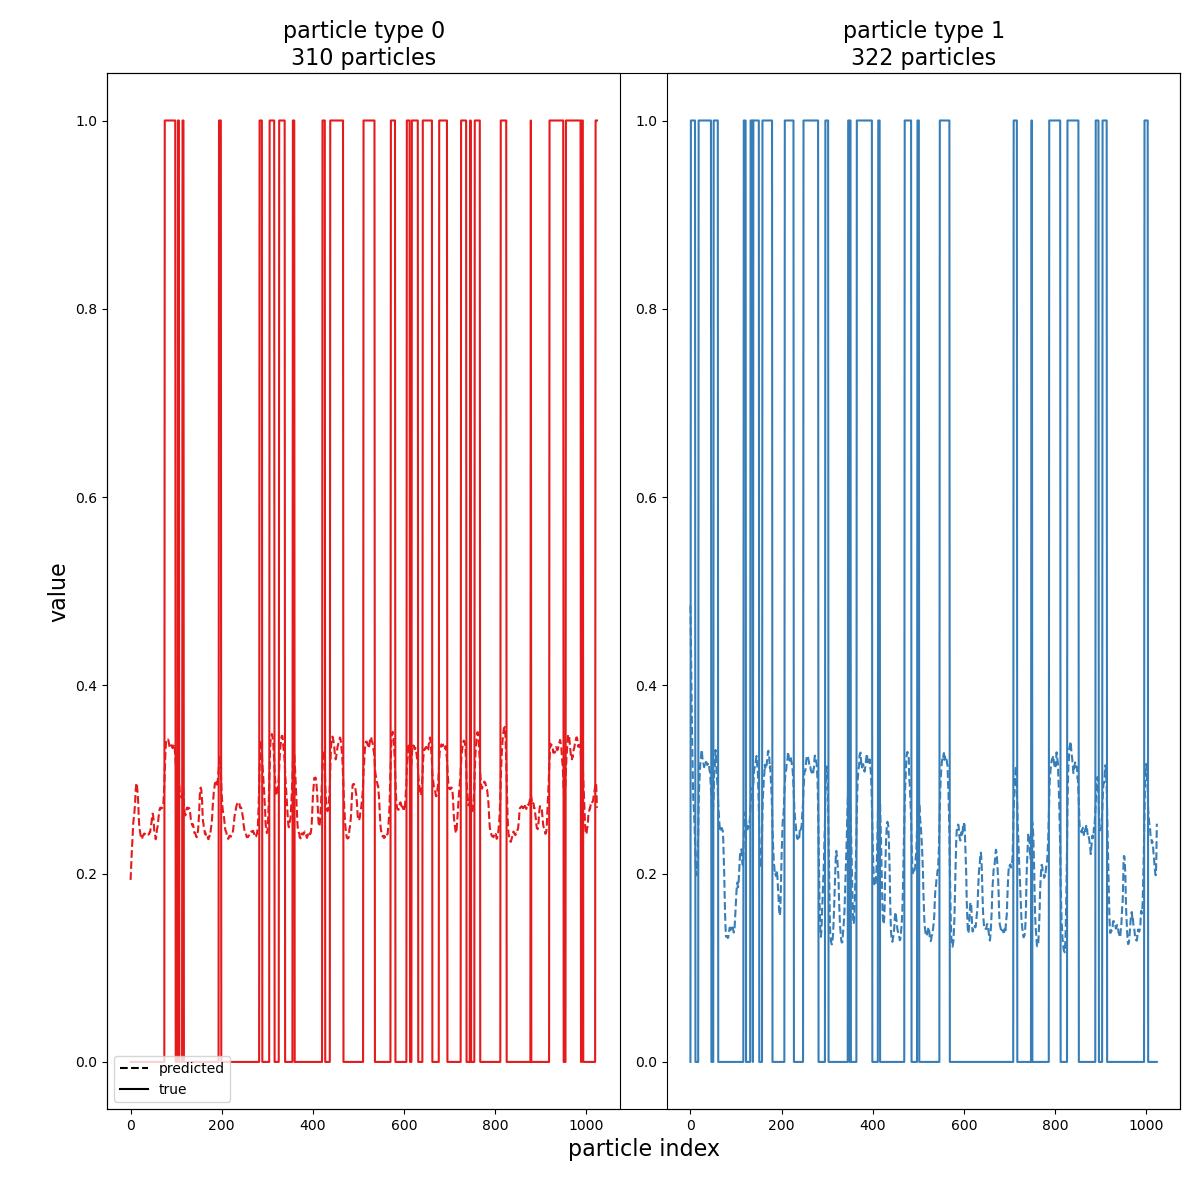 particle type 0
310 particles
particle type 1
322 particles
1.0
0.8
0.6
0.4
0.2
0.0
1.0
0.8
0.6
0.4
0.2
0.0
value
predicted
true
0 200 400 600 800 1000
0 200 400 600 800 1000
particle index